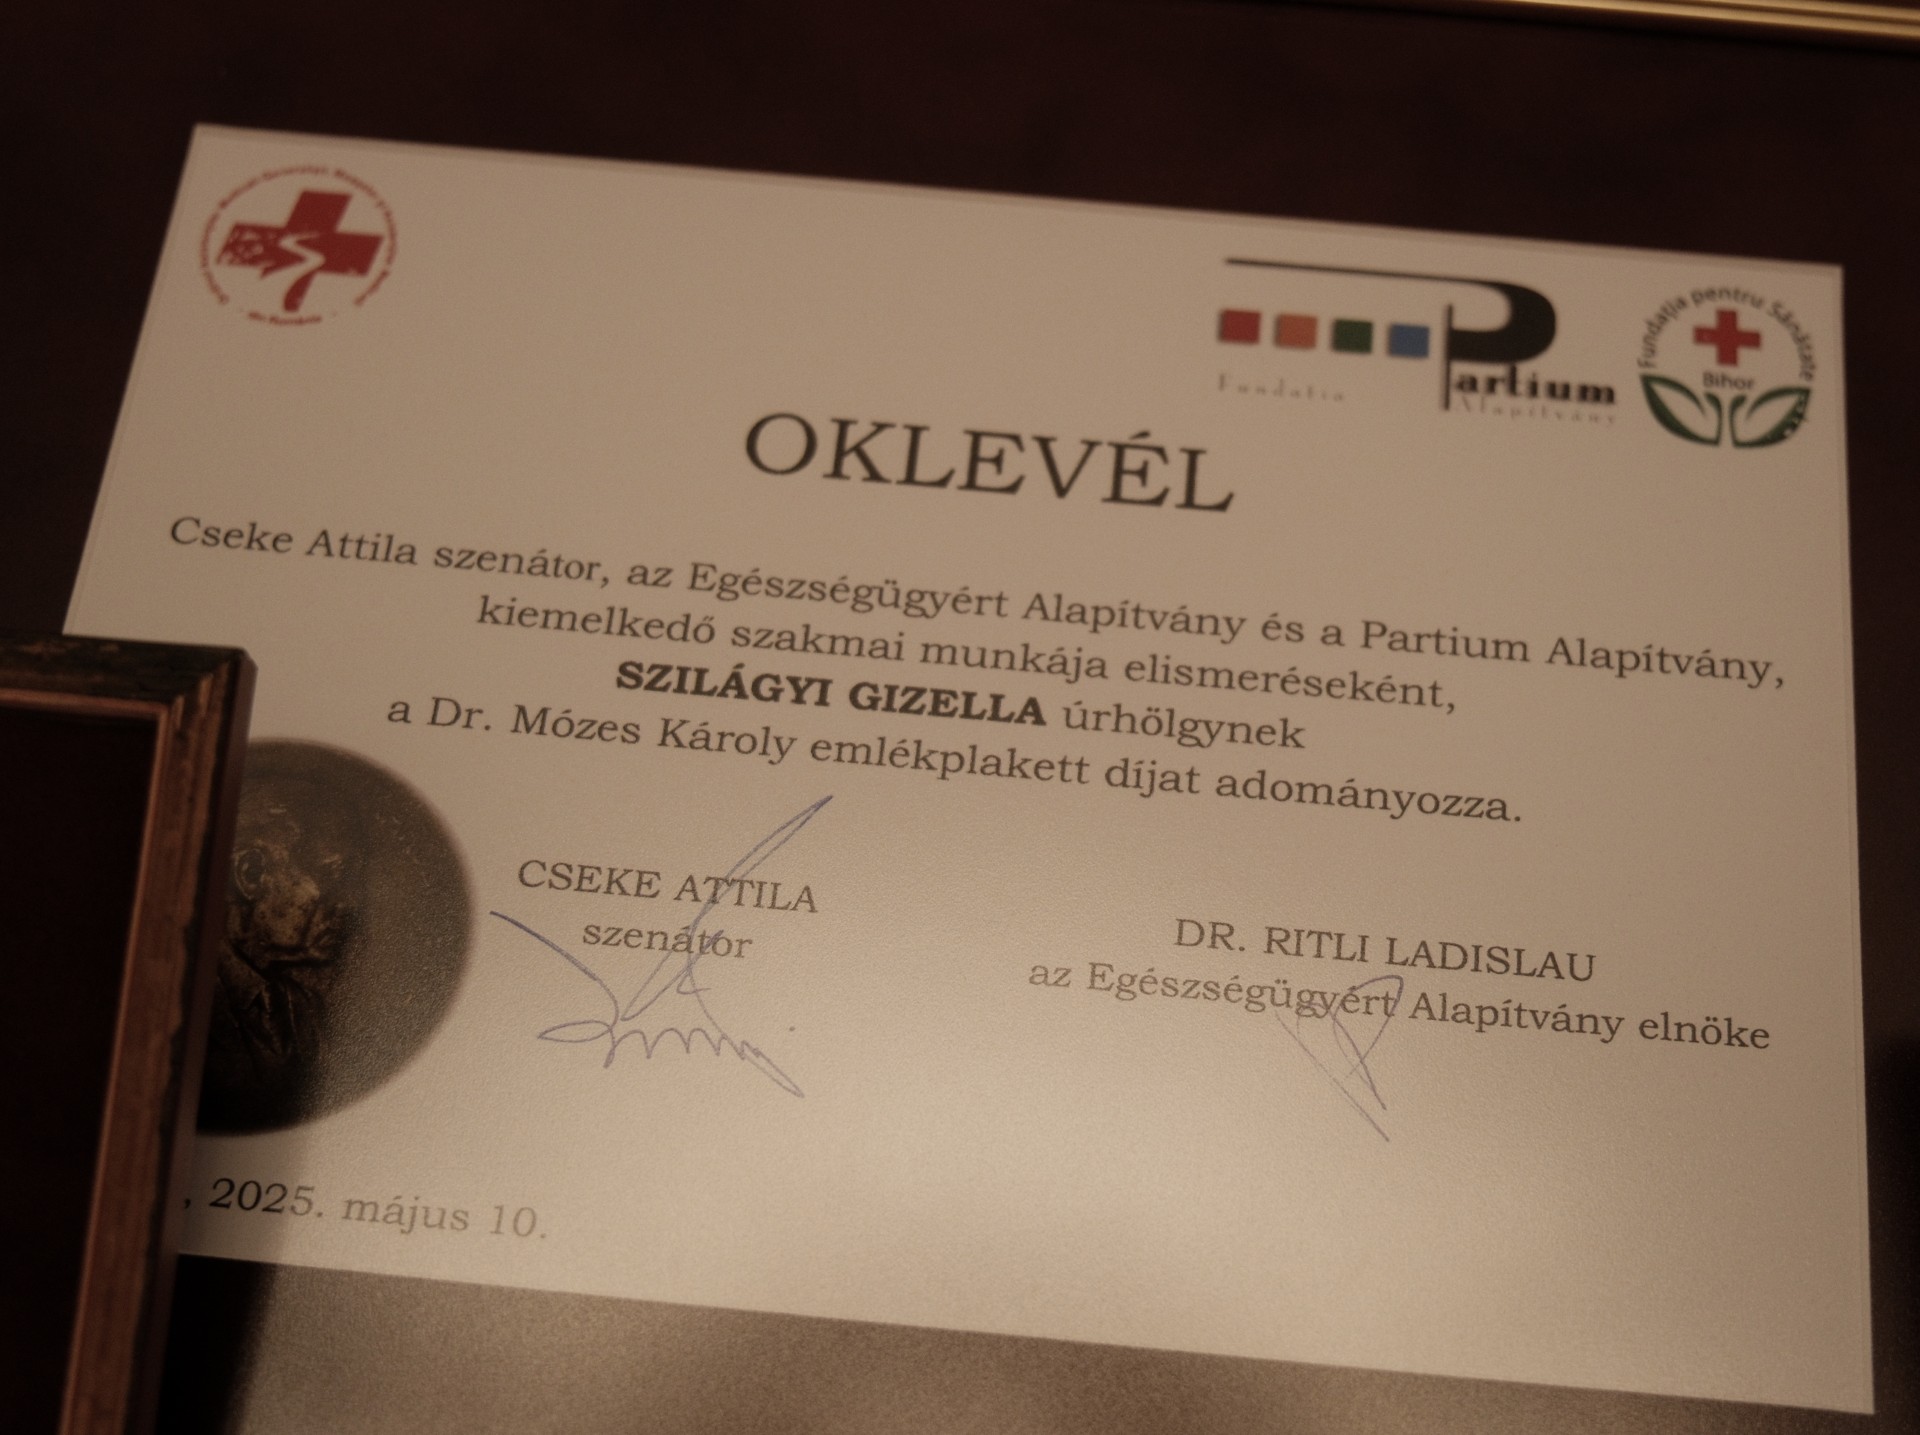 Partium
Fundatia
Alapítvány
Fundația pentru Sănătate
Bihor
OKLEVÉL
Cseke Attila szenátor, az Egészségügyért Alapítvány és a Partium Alapítvány,
kiemelkedő szakmai munkája elismeréseként,
SZILÁGYI GIZELLA úrhölgynek
a Dr. Mózes Károly emlékplakett díjat adományozza.
CSEKE ATTILA
szenátor
DR. RITLI LADISLAU
az Egészségügyért Alapítvány elnöke
, 2025. május 10.